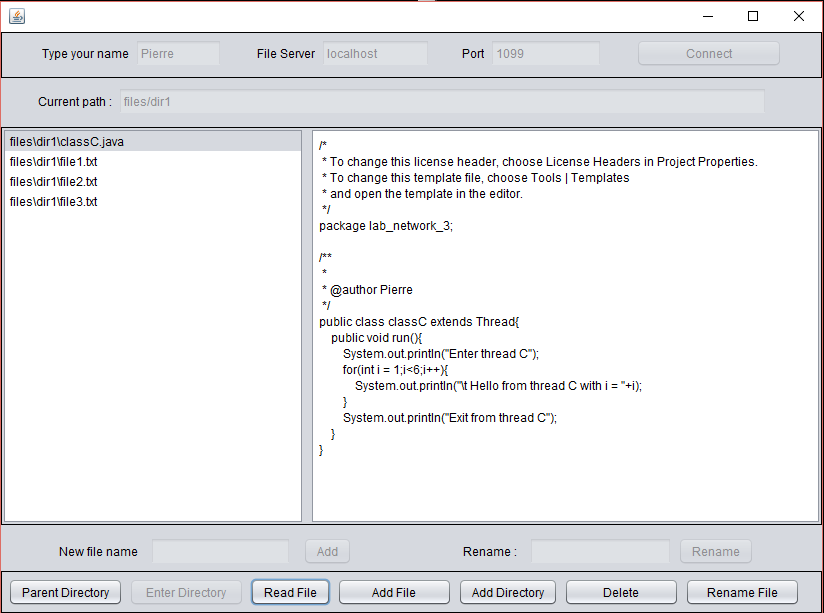 Type your name Pierre File Server localhost Port 1099 Connect
Current path : files/dir1
files\dir1\classC.java
files\dir1\file1.txt
files\dir1\file2.txt
files\dir1\file3.txt
/*
* To change this license header, choose License Headers in Project Properties.
* To change this template file, choose Tools | Templates
* and open the template in the editor.
*/
package lab_network_3;
/**
*
* @author Pierre
*/
public class classC extends Thread{
public void run(){
System.out.println("Enter thread C");
for(int i = 1;i<6;i++){
System.out.println("\t Hello from thread C with i = "+i);
}
System.out.println("Exit from thread C");
}
}
New file name Add Rename : Rename
Parent Directory Enter Directory Read File Add File Add Directory Delete Rename File